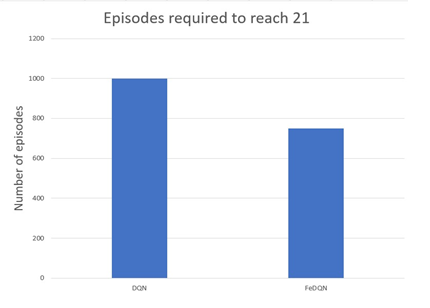 Episodes required to reach 21
1200
1000
800
600
400
200
0
Number of episodes
DQN
FeDQN